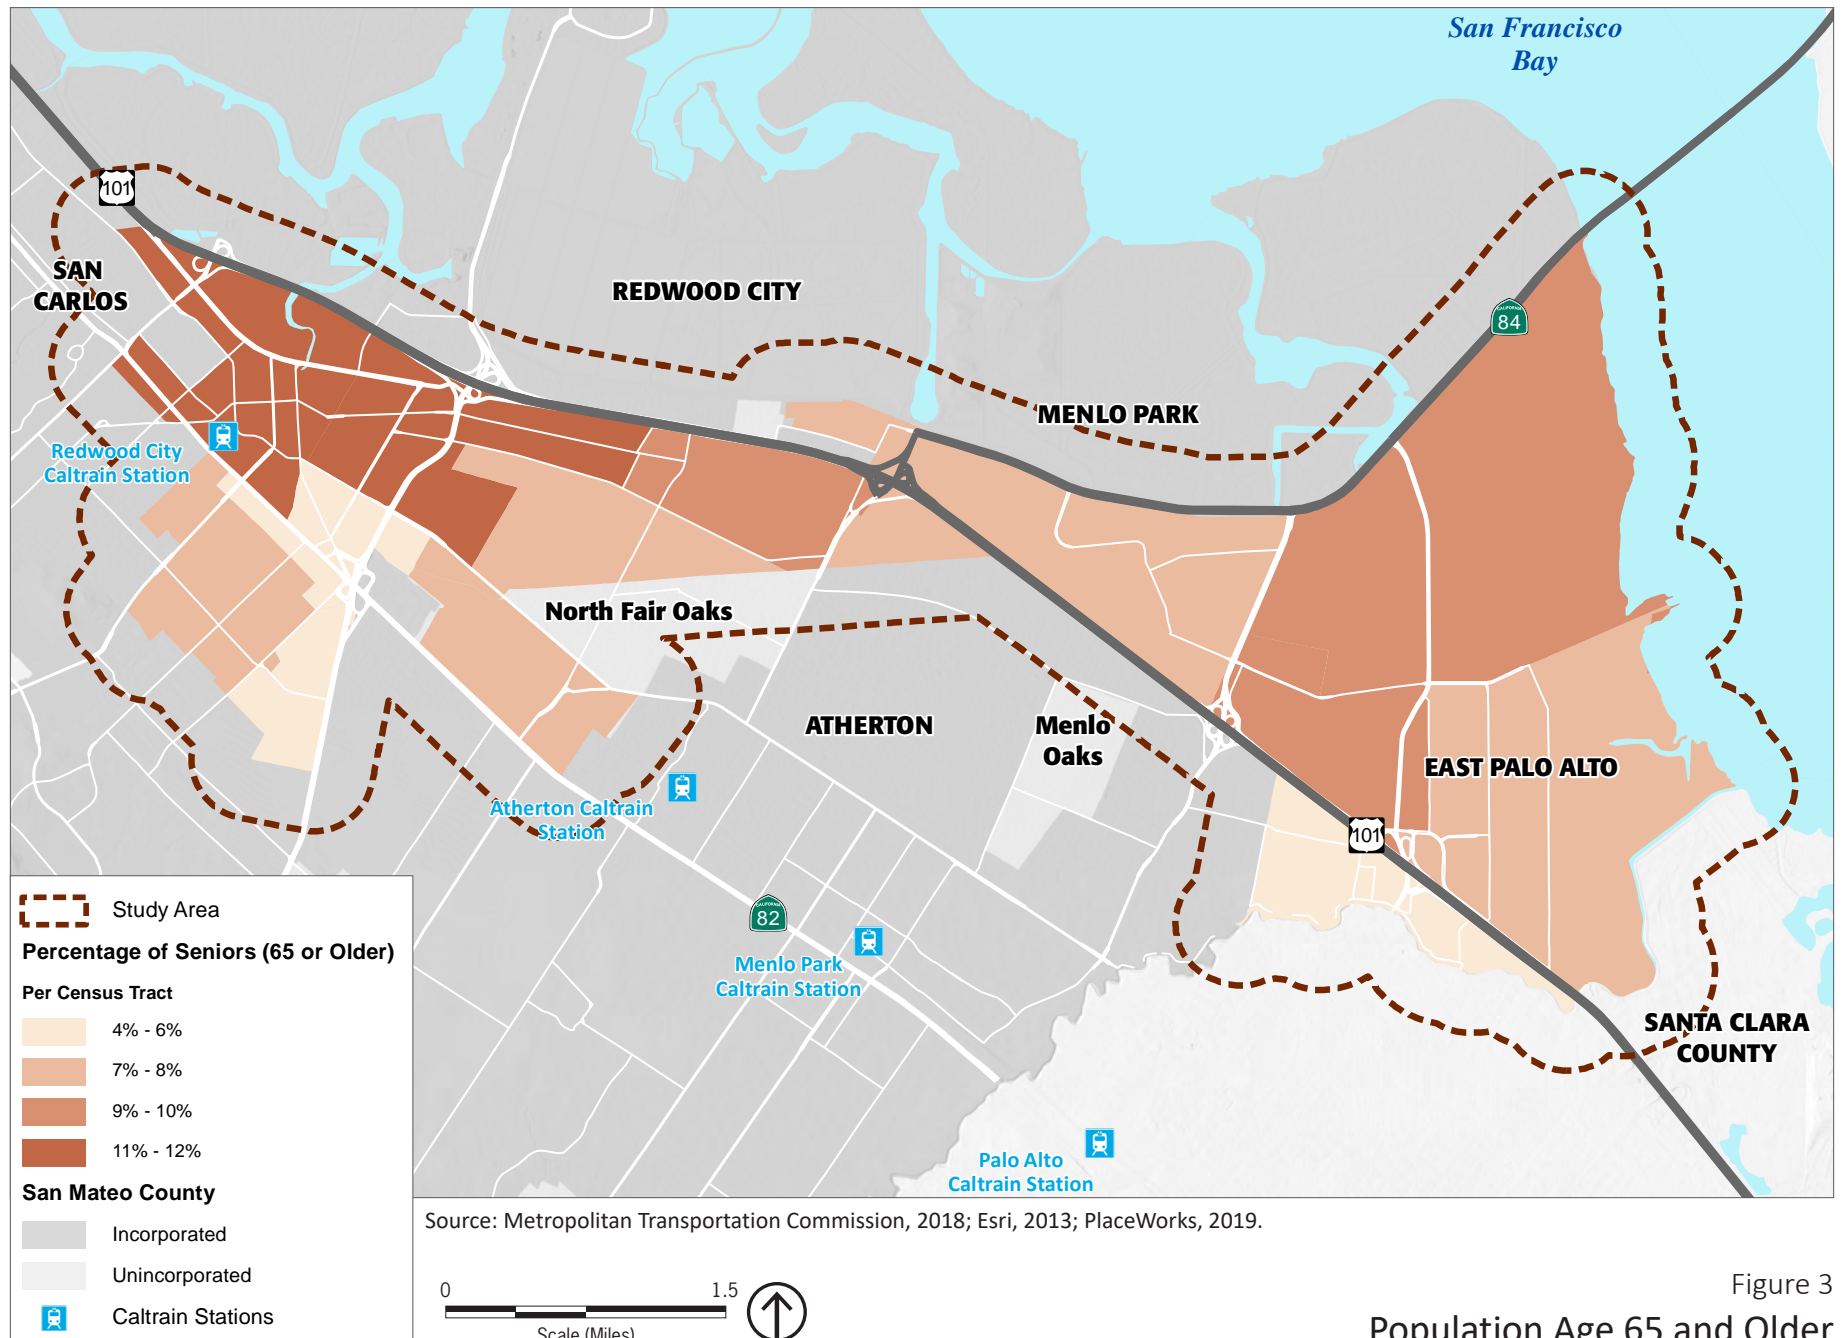 San Francisco
Bay
101
SAN
CARLOS
REDWOOD CITY
CALIFORNIA
84
MENLO PARK
Redwood City
Caltrain Station
North Fair Oaks
ATHERTON
Menlo
Oaks
EAST PALO ALTO
Atherton Caltrain
Station
101
CALIFORNIA
82
Menlo Park
Caltrain Station
SANTA CLARA
COUNTY
Palo Alto
Caltrain Station
Study Area
Percentage of Seniors (65 or Older)
Per Census Tract
4% - 6%
7% - 8%
9% - 10%
11% - 12%
San Mateo County
Incorporated
Unincorporated
Caltrain Stations
Source: Metropolitan Transportation Commission, 2018; Esri, 2013; PlaceWorks, 2019.
0 1.5
Scale (Miles)
Figure 3
Population Age 65 and Older